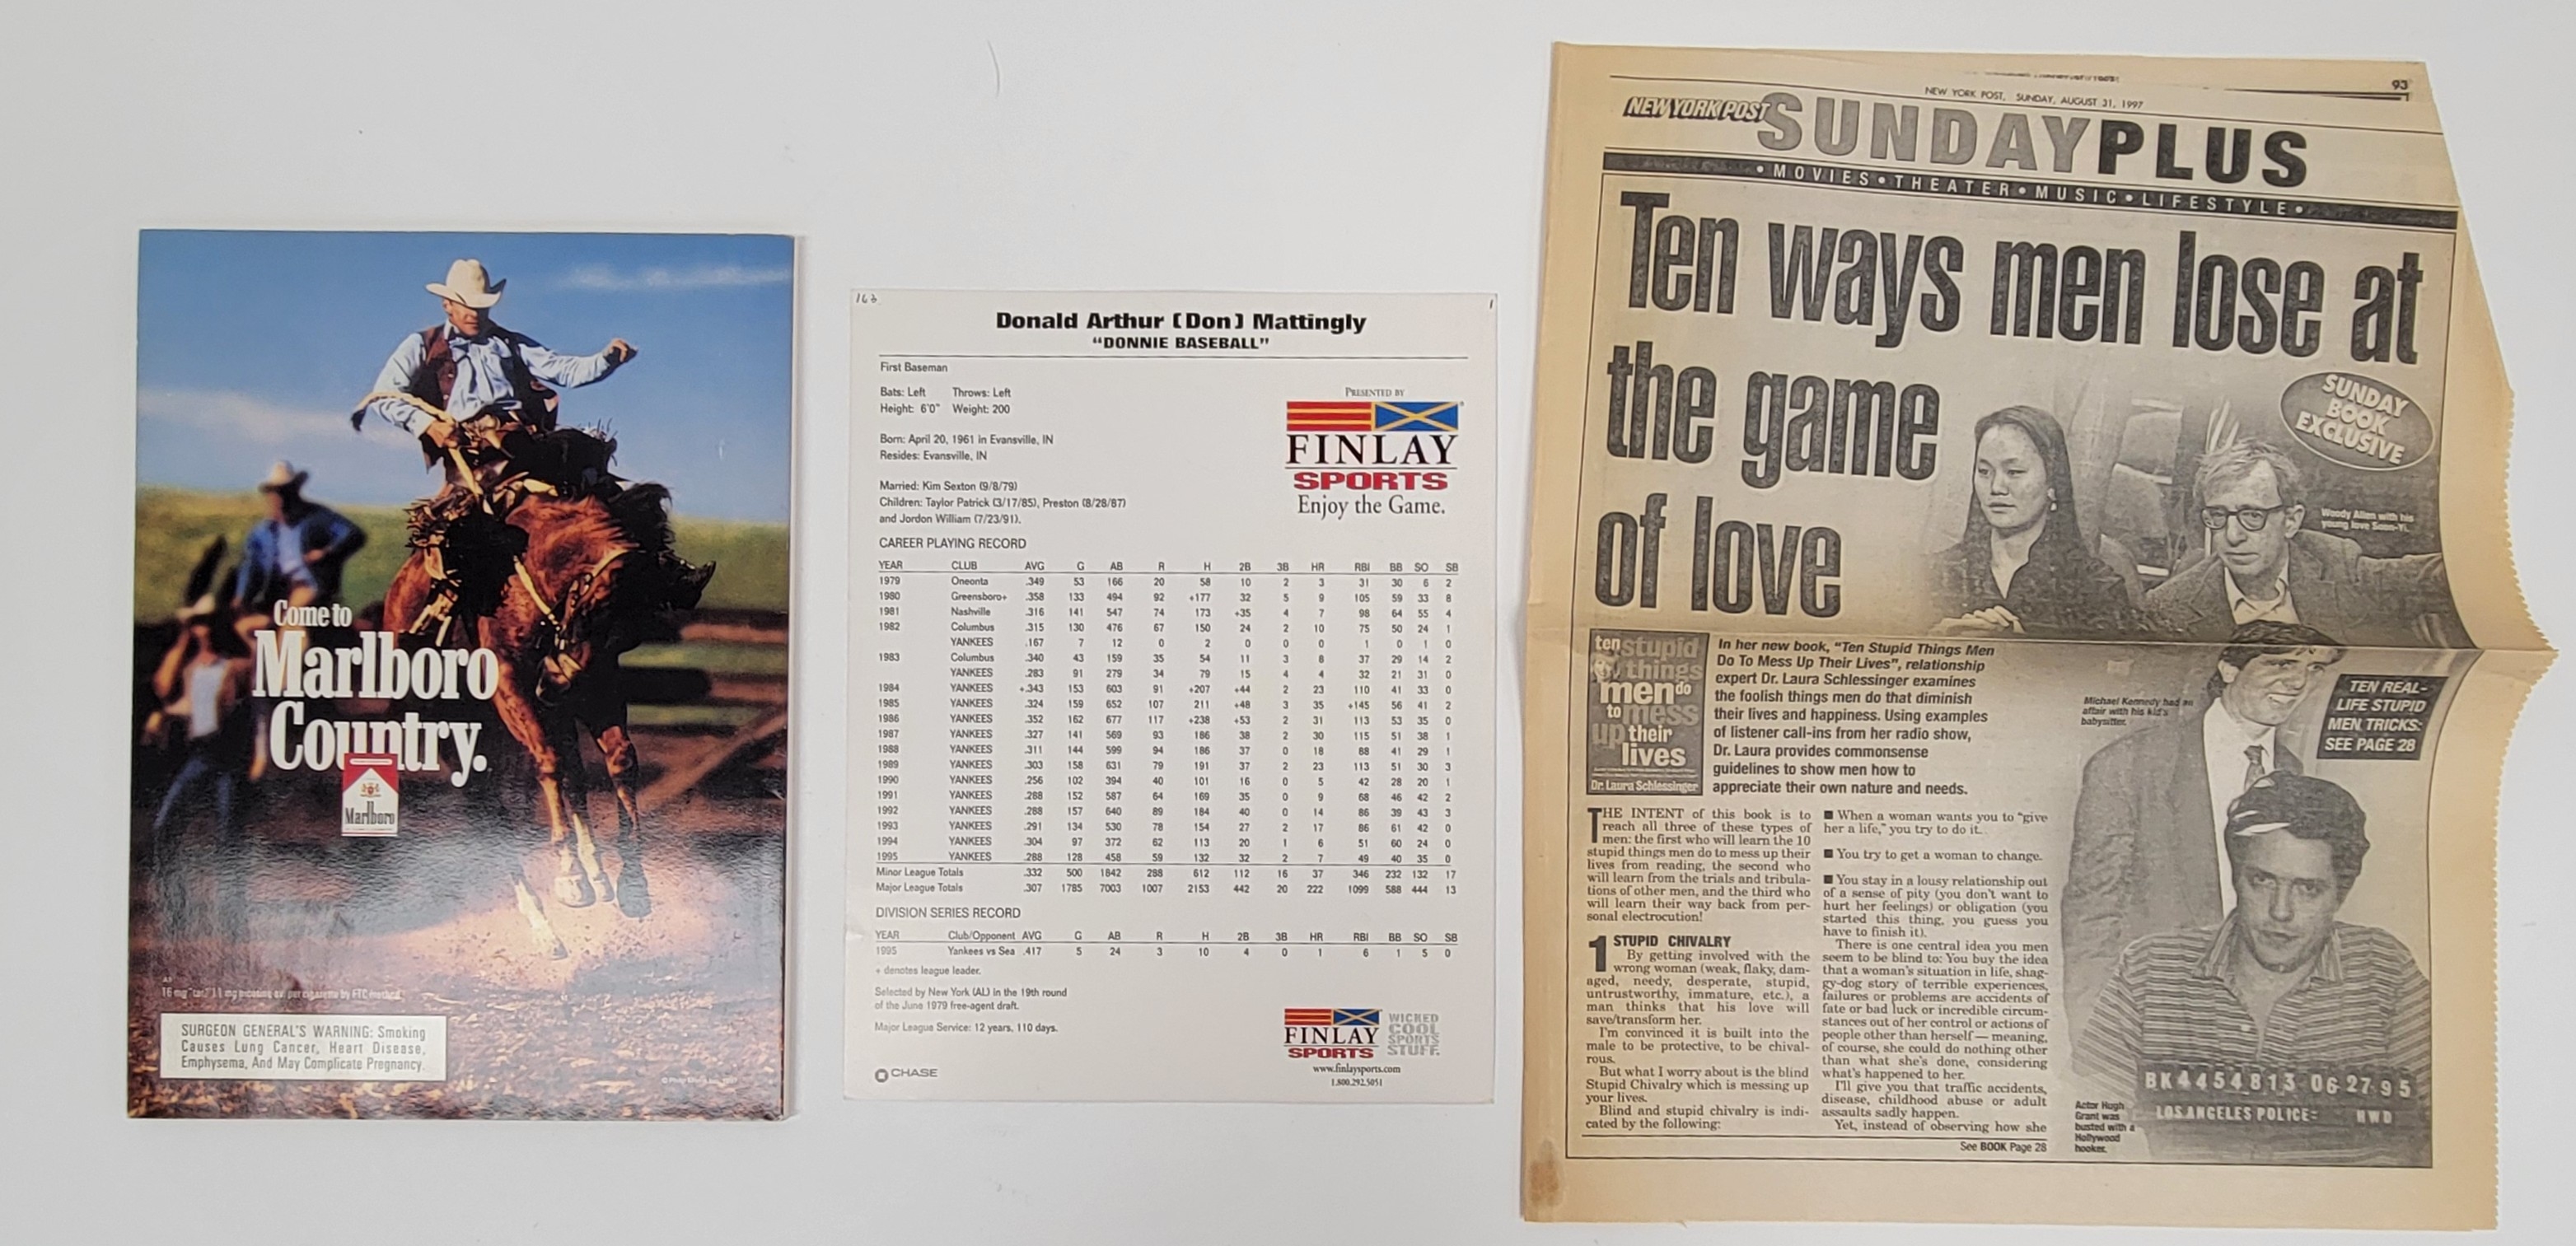 Come to
Marlboro
Country.
Marlboro
16 mg "tar," 1.1 mg nicotine av. per cigarette by FTC method.
SURGEON GENERAL'S WARNING: Smoking
Causes Lung Cancer, Heart Disease,
Emphysema, And May Complicate Pregnancy.
163
1
Donald Arthur (Don) Mattingly
"DONNIE BASEBALL"
First Baseman
Bats: Left Throws: Left
Height: 6'0" Weight: 200
Born: April 20, 1961 in Evansville, IN
Resides: Evansville, IN
Married: Kim Sexton (9/8/79)
Children: Taylor Patrick (3/17/85), Preston (8/28/87)
and Jordon William (7/23/91).
PRESENTED BY
FINLAY
SPORTS
Enjoy the Game.
CAREER PLAYING RECORD
YEAR CLUB AVG G AB R H 2B 3B HR RBI BB SO SB
1979 Oneonta .349 53 166 20 58 10 2 3 31 30 6 2
1980 Greensboro+ .358 133 494 92 +177 32 5 9 105 59 33 8
1981 Nashville .316 141 547 74 173 +35 4 7 98 64 55 4
1982 Columbus .315 130 476 67 150 24 2 10 75 50 24 1
YANKEES .167 7 12 0 2 0 0 0 1 0 1 0
1983 Columbus .340 43 159 35 54 11 3 8 37 29 14 2
YANKEES .283 91 279 34 79 15 4 4 32 21 31 0
1984 YANKEES +.343 153 603 91 +207 +44 2 23 110 41 33 0
1985 YANKEES .324 159 652 107 211 +48 3 35 +145 56 41 2
1986 YANKEES .352 162 677 117 +238 +53 2 31 113 53 35 0
1987 YANKEES .327 141 569 93 186 38 2 30 115 51 38 1
1988 YANKEES .311 144 599 94 186 37 0 18 88 41 29 1
1989 YANKEES .303 158 631 79 191 37 2 23 113 51 30 3
1990 YANKEES .256 102 394 40 101 16 0 5 42 28 20 1
1991 YANKEES .288 152 587 64 169 35 0 9 68 46 42 2
1992 YANKEES .288 157 640 89 184 40 0 14 86 39 43 3
1993 YANKEES .291 134 530 78 154 27 2 17 86 61 42 0
1994 YANKEES .304 97 372 62 113 20 1 6 51 60 24 0
1995 YANKEES .288 128 458 59 132 32 2 7 49 40 35 0
Minor League Totals .332 500 1842 288 612 112 16 37 346 232 132 17
Major League Totals .307 1785 7003 1007 2153 442 20 222 1099 588 444 13
DIVISION SERIES RECORD
YEAR Club/Opponent AVG G AB R H 2B 3B HR RBI BB SO SB
1995 Yankees vs Sea .417 5 24 3 10 4 0 1 6 1 5 0
+ denotes league leader.
Selected by New York (AL) in the 19th round
of the June 1979 free-agent draft.
Major League Service: 12 years, 110 days.
CHASE
FINLAY
SPORTS
WICKED
COOL
SPORTS
STUFF.
www.finlaysports.com
1.800.292.5051
93
NEW YORK POST, SUNDAY, AUGUST 31, 1997
NEW YORK POST
SUNDAYPLUS
• MOVIES • THEATER • MUSIC • LIFESTYLE •
Ten ways men lose at
the game
of love
SUNDAY
BOOK
EXCLUSIVE
Woody Allen with his
young love Soon-Yi.
ten stupid
things
men do
to mess
up their
lives
Dr. Laura Schlessinger
In her new book, "Ten Stupid Things Men
Do To Mess Up Their Lives", relationship
expert Dr. Laura Schlessinger examines
the foolish things men do that diminish
their lives and happiness. Using examples
of listener call-ins from her radio show,
Dr. Laura provides commonsense
guidelines to show men how to
appreciate their own nature and needs.
Michael Kennedy had an
affair with his kid's
babysitter.
TEN REAL-
LIFE STUPID
MEN TRICKS:
SEE PAGE 28
THE INTENT of this book is to
reach all three of these types of
men: the first who will learn the 10
stupid things men do to mess up their
lives from reading, the second who
will learn from the trials and tribula-
tions of other men, and the third who
will learn their way back from per-
sonal electrocution!
1 STUPID CHIVALRY
By getting involved with the
wrong woman (weak, flaky, dam-
aged, needy, desperate, stupid,
untrustworthy, immature, etc.), a
man thinks that his love will
save/transform her.
I'm convinced it is built into the
male to be protective, to be chival-
rous.
But what I worry about is the blind
Stupid Chivalry which is messing up
your lives.
Blind and stupid chivalry is indi-
cated by the following:
■ When a woman wants you to "give
her a life," you try to do it.
■ You try to get a woman to change.
■ You stay in a lousy relationship out
of a sense of pity (you don't want to
hurt her feelings) or obligation (you
started this thing, you guess you
have to finish it).
There is one central idea you men
seem to be blind to: You buy the idea
that a woman's situation in life, shag-
gy-dog story of terrible experiences,
failures or problems are accidents of
fate or bad luck or incredible circum-
stances out of her control or actions of
people other than herself — meaning,
of course, she could do nothing other
than what she's done, considering
what's happened to her.
I'll give you that traffic accidents,
disease, childhood abuse or adult
assaults sadly happen.
Yet, instead of observing how she
See BOOK Page 28
Actor Hugh
Grant was
busted with a
Hollywood
hooker.
BK4454813 06 27 95
LOS ANGELES POLICE: HWD